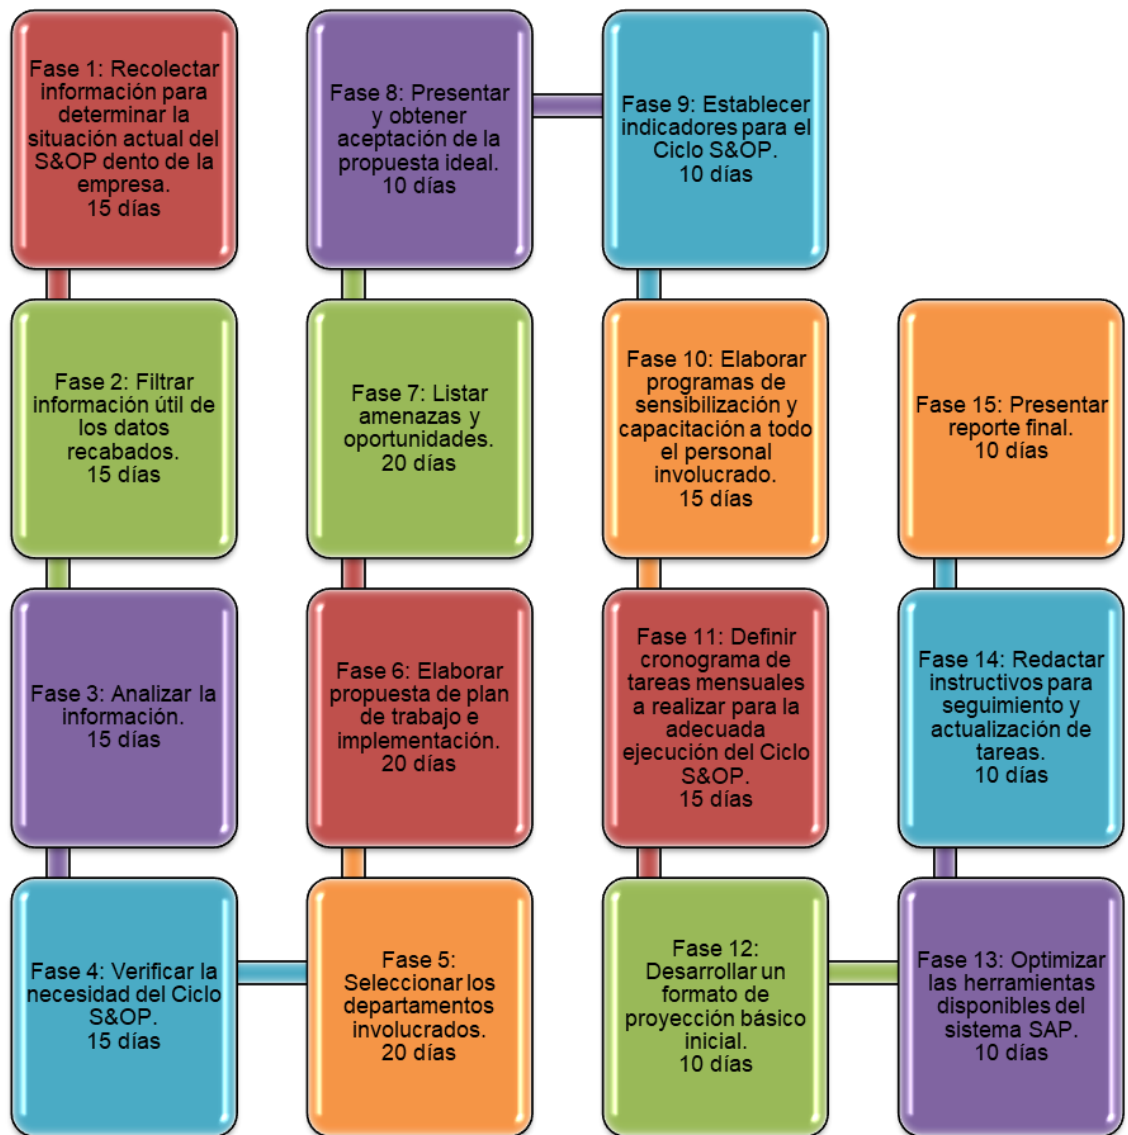 Fase 1: Recolectar
información para
determinar la
situación actual del
S&OP dento de la
empresa.
15 días
Fase 2: Filtrar
información útil de
los datos
recabados.
15 días
Fase 3: Analizar la
información.
15 días
Fase 4: Verificar la
necesidad del Ciclo
S&OP.
15 días
Fase 5:
Seleccionar los
departamentos
involucrados.
20 días
Fase 6: Elaborar
propuesta de plan
de trabajo e
implementación.
20 días
Fase 7: Listar
amenazas y
oportunidades.
20 días
Fase 8: Presentar
y obtener
aceptación de la
propuesta ideal.
10 días
Fase 9: Establecer
indicadores para el
Ciclo S&OP.
10 días
Fase 10: Elaborar
programas de
sensibilización y
capacitación a todo
el personal
involucrado.
15 días
Fase 11: Definir
cronograma de
tareas mensuales
a realizar para la
adecuada
ejecución del Ciclo
S&OP.
15 días
Fase 12:
Desarrollar un
formato de
proyección básico
inicial.
10 días
Fase 13: Optimizar
las herramientas
disponibles del
sistema SAP.
10 días
Fase 14: Redactar
instructivos para
seguimiento y
actualización de
tareas.
10 días
Fase 15: Presentar
reporte final.
10 días